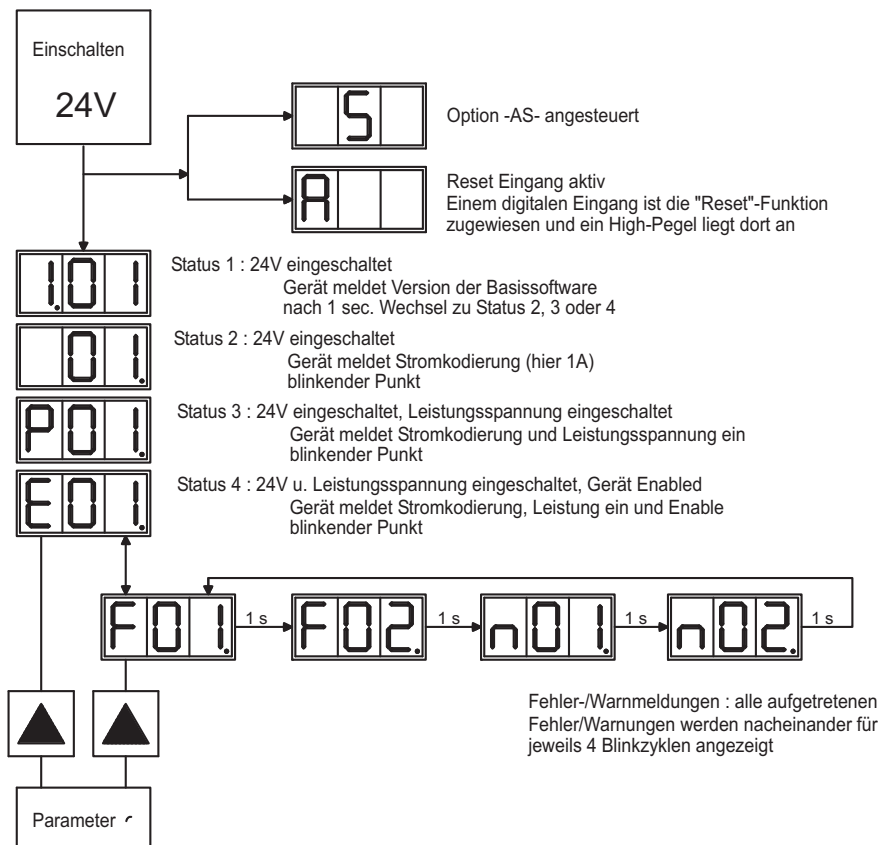 Einschalten
24V
S
Option -AS- angesteuert
A
Reset Eingang aktiv
Einem digitalen Eingang ist die "Reset"-Funktion
zugewiesen und ein High-Pegel liegt dort an
1.01
Status 1 : 24V eingeschaltet
Gerät meldet Version der Basissoftware
nach 1 sec. Wechsel zu Status 2, 3 oder 4
01.
Status 2 : 24V eingeschaltet
Gerät meldet Stromkodierung (hier 1A)
blinkender Punkt
P01.
Status 3 : 24V eingeschaltet, Leistungsspannung eingeschaltet
Gerät meldet Stromkodierung und Leistungsspannung ein
blinkender Punkt
E01.
Status 4 : 24V u. Leistungsspannung eingeschaltet, Gerät Enabled
Gerät meldet Stromkodierung, Leistung ein und Enable
blinkender Punkt
F01. 1 s F02. 1 s n01. 1 s n02. 1 s
Fehler-/Warnmeldungen : alle aufgetretenen
Fehler/Warnungen werden nacheinander für
jeweils 4 Blinkzyklen angezeigt
Parameter